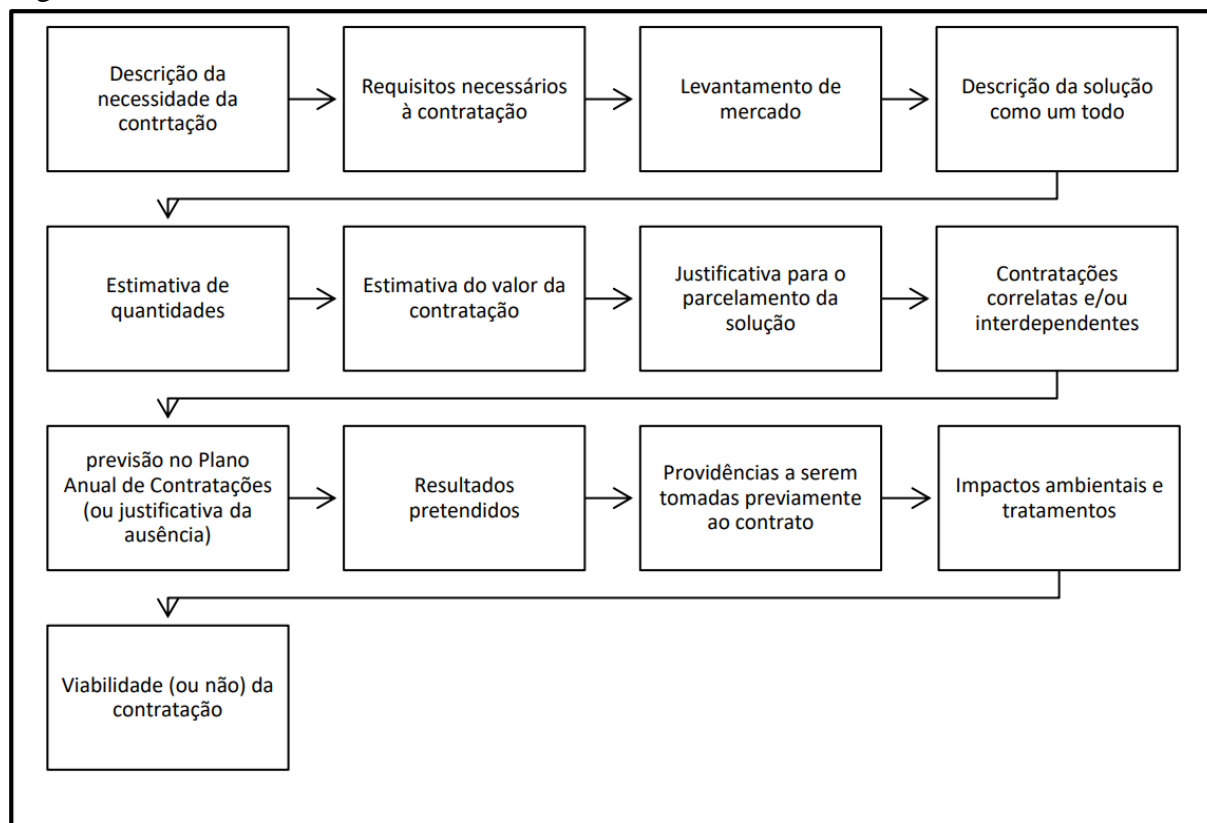 Descrição da
necessidade da
contrtação
Requisitos necessários
à contratação
Levantamento de
mercado
Descrição da solução
como um todo
Estimativa de
quantidades
Estimativa do valor da
contratação
Justificativa para o
parcelamento da
solução
Contratações
correlatas e/ou
interdependentes
previsão no Plano
Anual de Contratações
(ou justificativa da
ausência)
Resultados
pretendidos
Providências a serem
tomadas previamente
ao contrato
Impactos ambientais e
tratamentos
Viabilidade (ou não) da
contratação